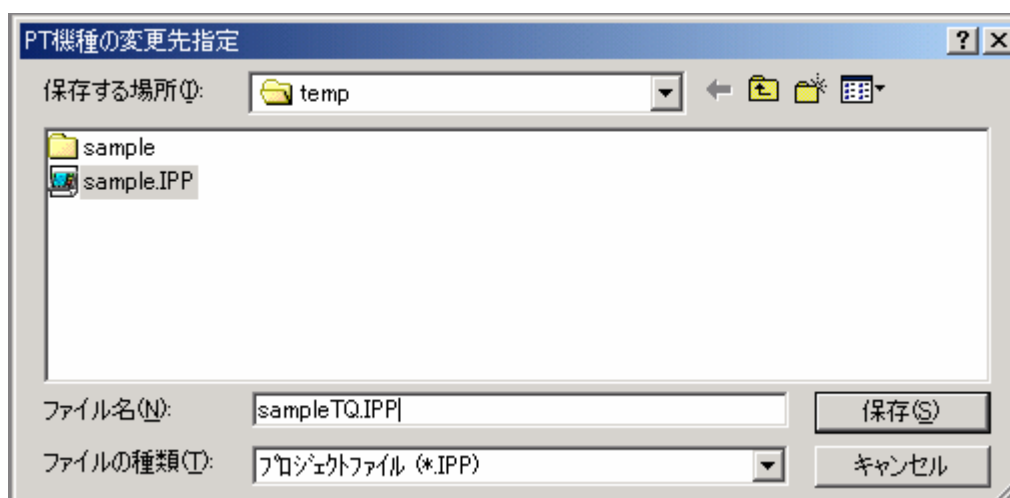 PT機種の変更先指定
保存する場所(I): temp
sample
sample.IPP
ファイル名(N): sampleTQ.IPP 保存(S)
ファイルの種類(T): プロジェクトファイル (*.IPP) キャンセル